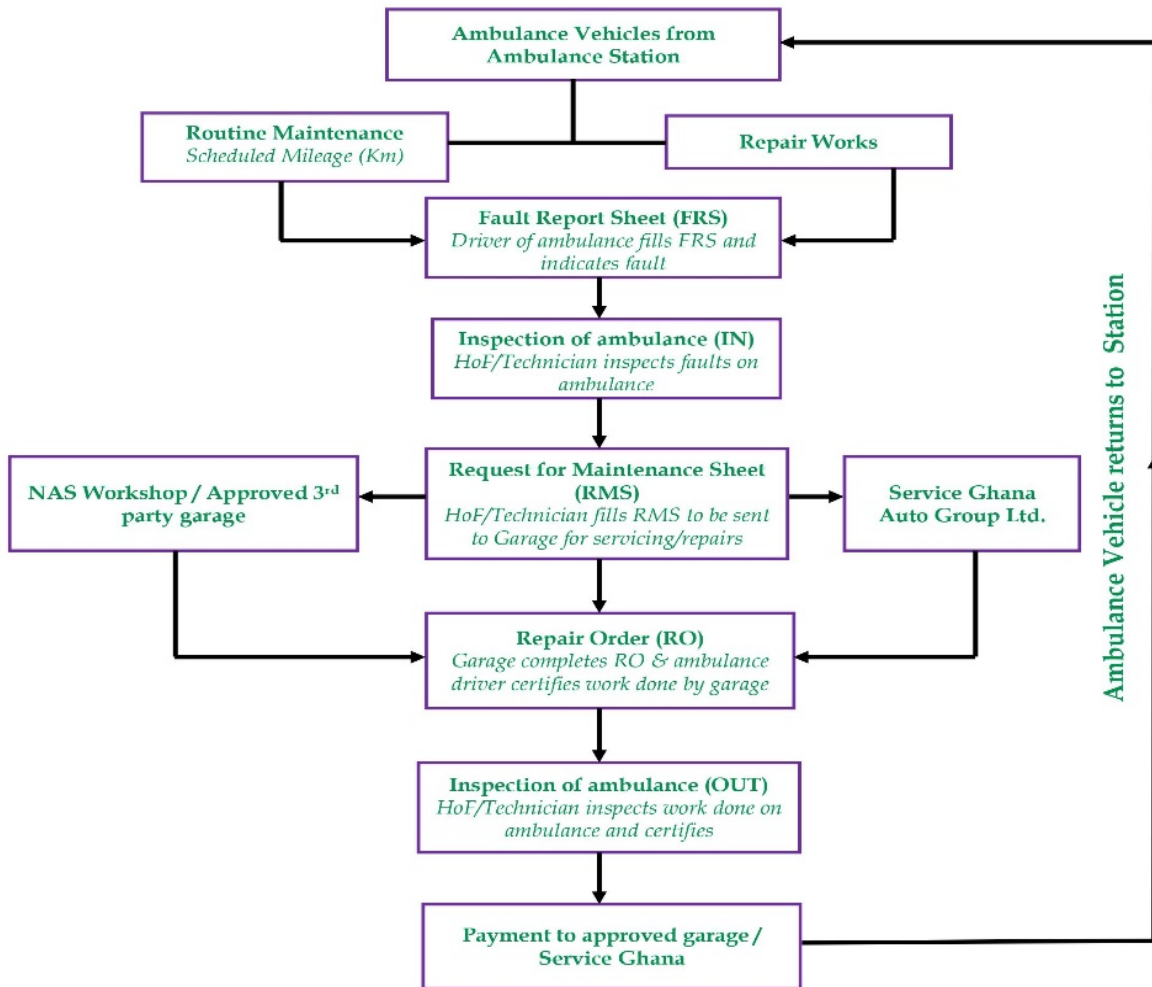 Ambulance Vehicles from
Ambulance Station
Routine Maintenance
Scheduled Mileage (Km)
Repair Works
Fault Report Sheet (FRS)
Driver of ambulance fills FRS and
indicates fault
Inspection of ambulance (IN)
HoF/Technician inspects faults on
ambulance
NAS Workshop / Approved 3rd
party garage
Request for Maintenance Sheet
(RMS)
HoF/Technician fills RMS to be sent
to Garage for servicing/repairs
Service Ghana
Auto Group Ltd.
Repair Order (RO)
Garage completes RO & ambulance
driver certifies work done by garage
Inspection of ambulance (OUT)
HoF/Technician inspects work done on
ambulance and certifies
Payment to approved garage /
Service Ghana
Ambulance Vehicle returns to Station